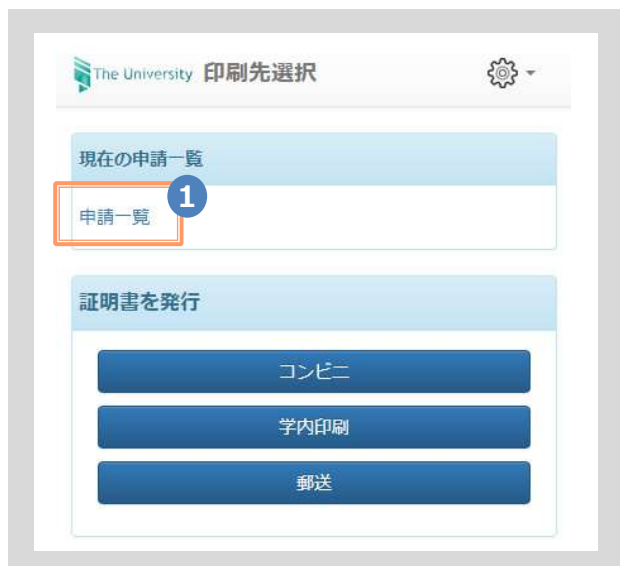 The University 印刷先選択
現在の申請一覧
1
申請一覧
証明書を発行
コンビニ
学内印刷
郵送